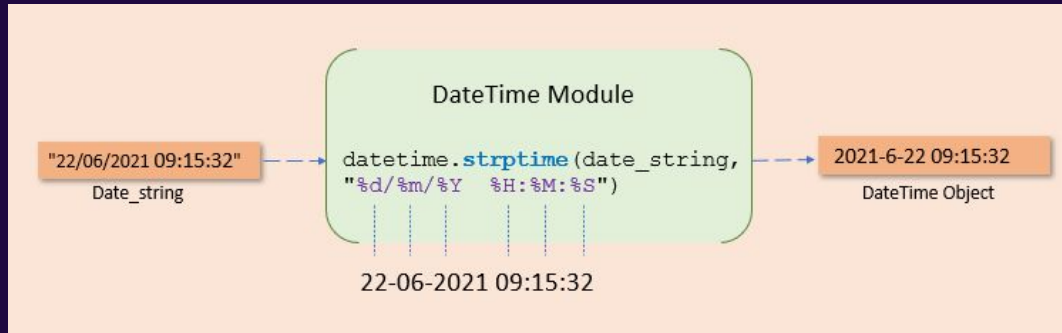 DateTime Module
"22/06/2021 09:15:32"
Date_string
datetime.strptime(date_string,
"%d/%m/%Y  %H:%M:%S")
2021-6-22 09:15:32
DateTime Object
22-06-2021 09:15:32